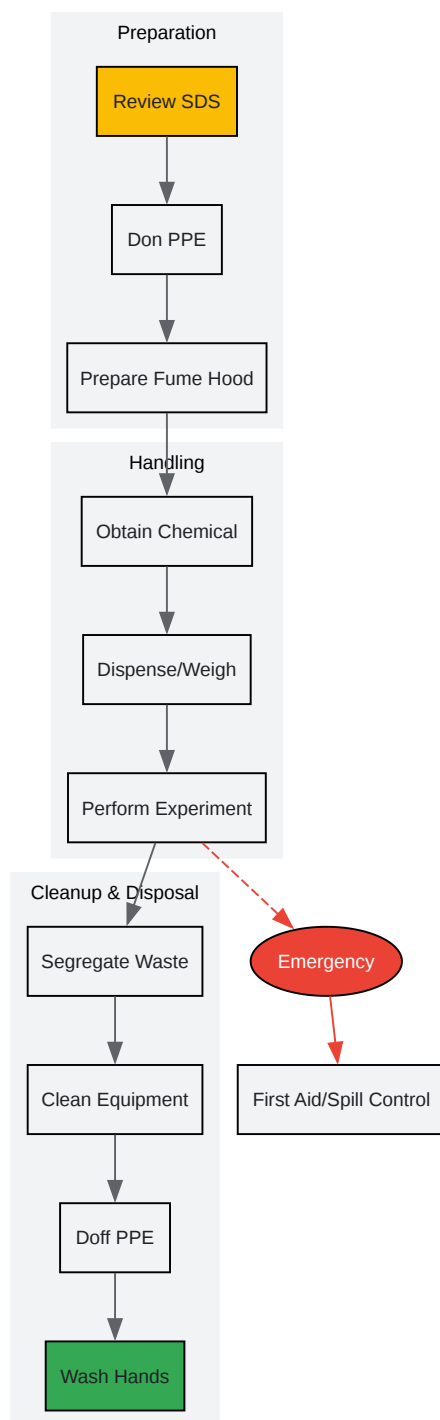 Preparation
Review SDS
Don PPE
Prepare Fume Hood
Handling
Obtain Chemical
Dispense/Weigh
Perform Experiment
Cleanup & Disposal
Segregate Waste
Emergency
Clean Equipment
First Aid/Spill Control
Doff PPE
Wash Hands